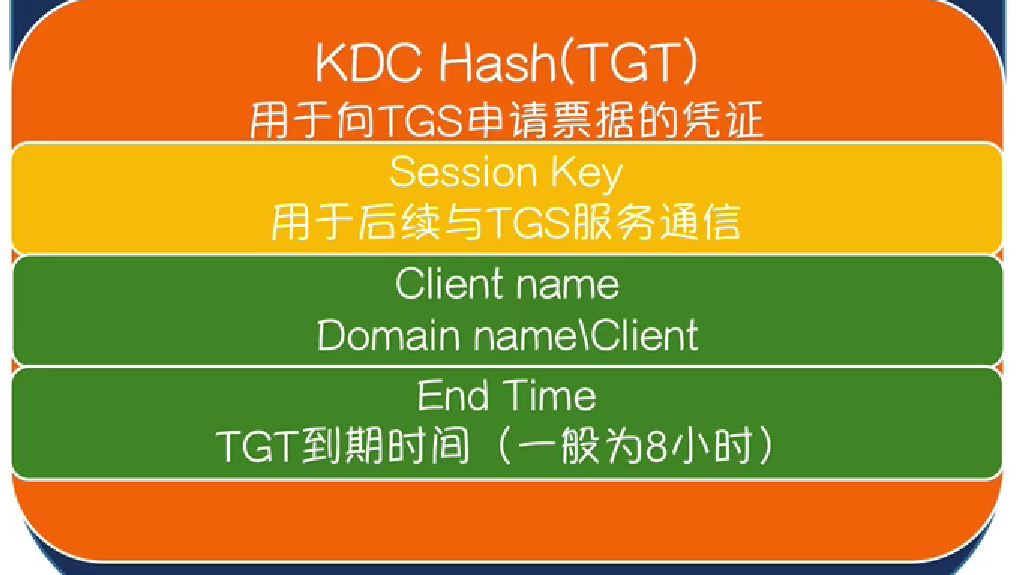 KDC Hash(TGT)
用于向TGS申请票据的凭证
Session Key
用于后续与TGS服务通信
Client name
Domain name\Client
End Time
TGT到期时间（一般为8小时）